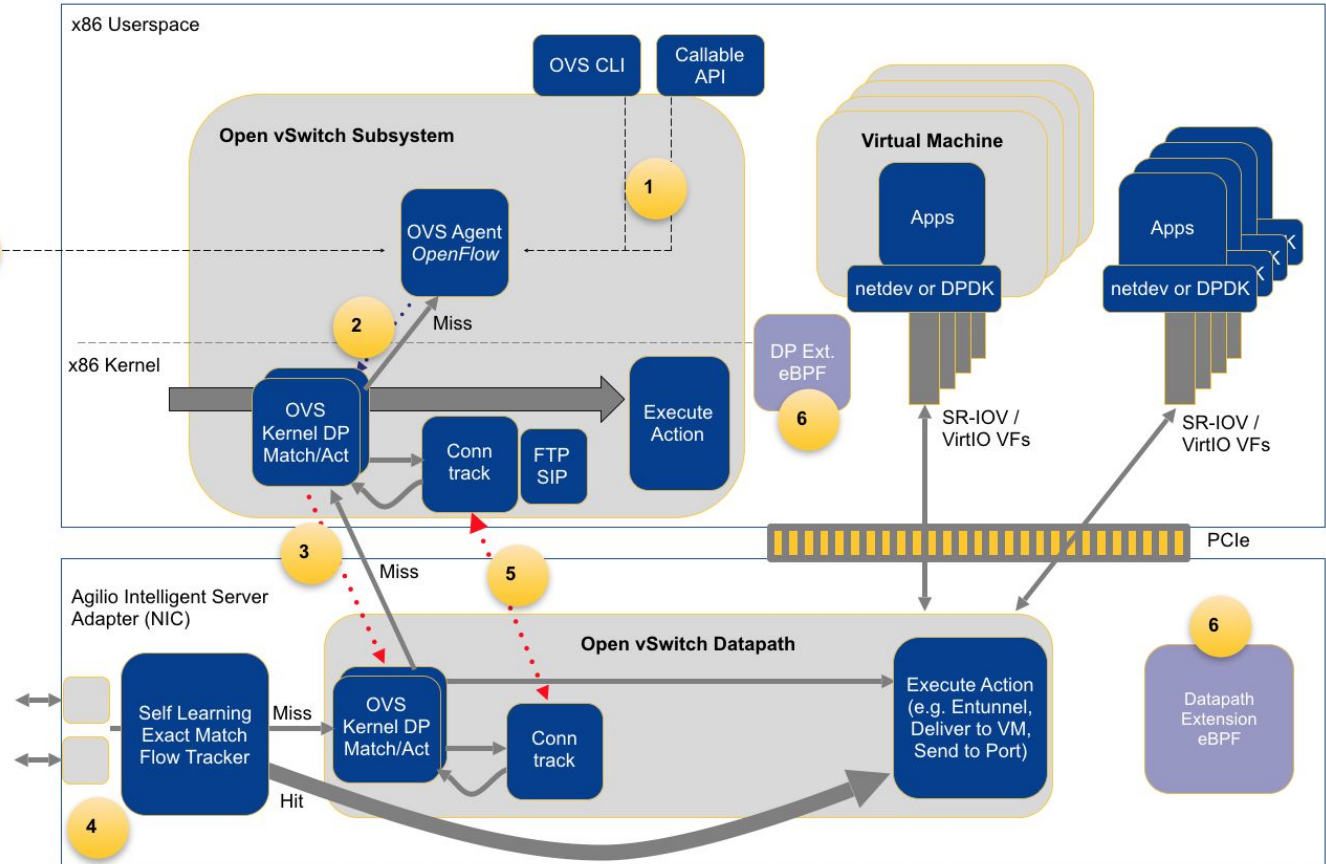 x86 Userspace
OVS CLI
Callable
API
Open vSwitch Subsystem
1
OVS Agent
OpenFlow
2
Miss
x86 Kernel
OVS
Kernel DP
Match/Act
Conn
track
FTP
SIP
Execute
Action
DP Ext.
eBPF
6
Virtual Machine
Apps
netdev or DPDK
SR-IOV /
VirtIO VFs
Apps
netdev or DPDK
K
K
DK
SR-IOV /
VirtIO VFs
3
Miss
5
PCIe
Agilio Intelligent Server
Adapter (NIC)
Open vSwitch Datapath
Self Learning
Exact Match
Flow Tracker
Miss
Hit
4
OVS
Kernel DP
Match/Act
Conn
track
Execute Action
(e.g. Entunnel,
Deliver to VM,
Send to Port)
6
Datapath
Extension
eBPF